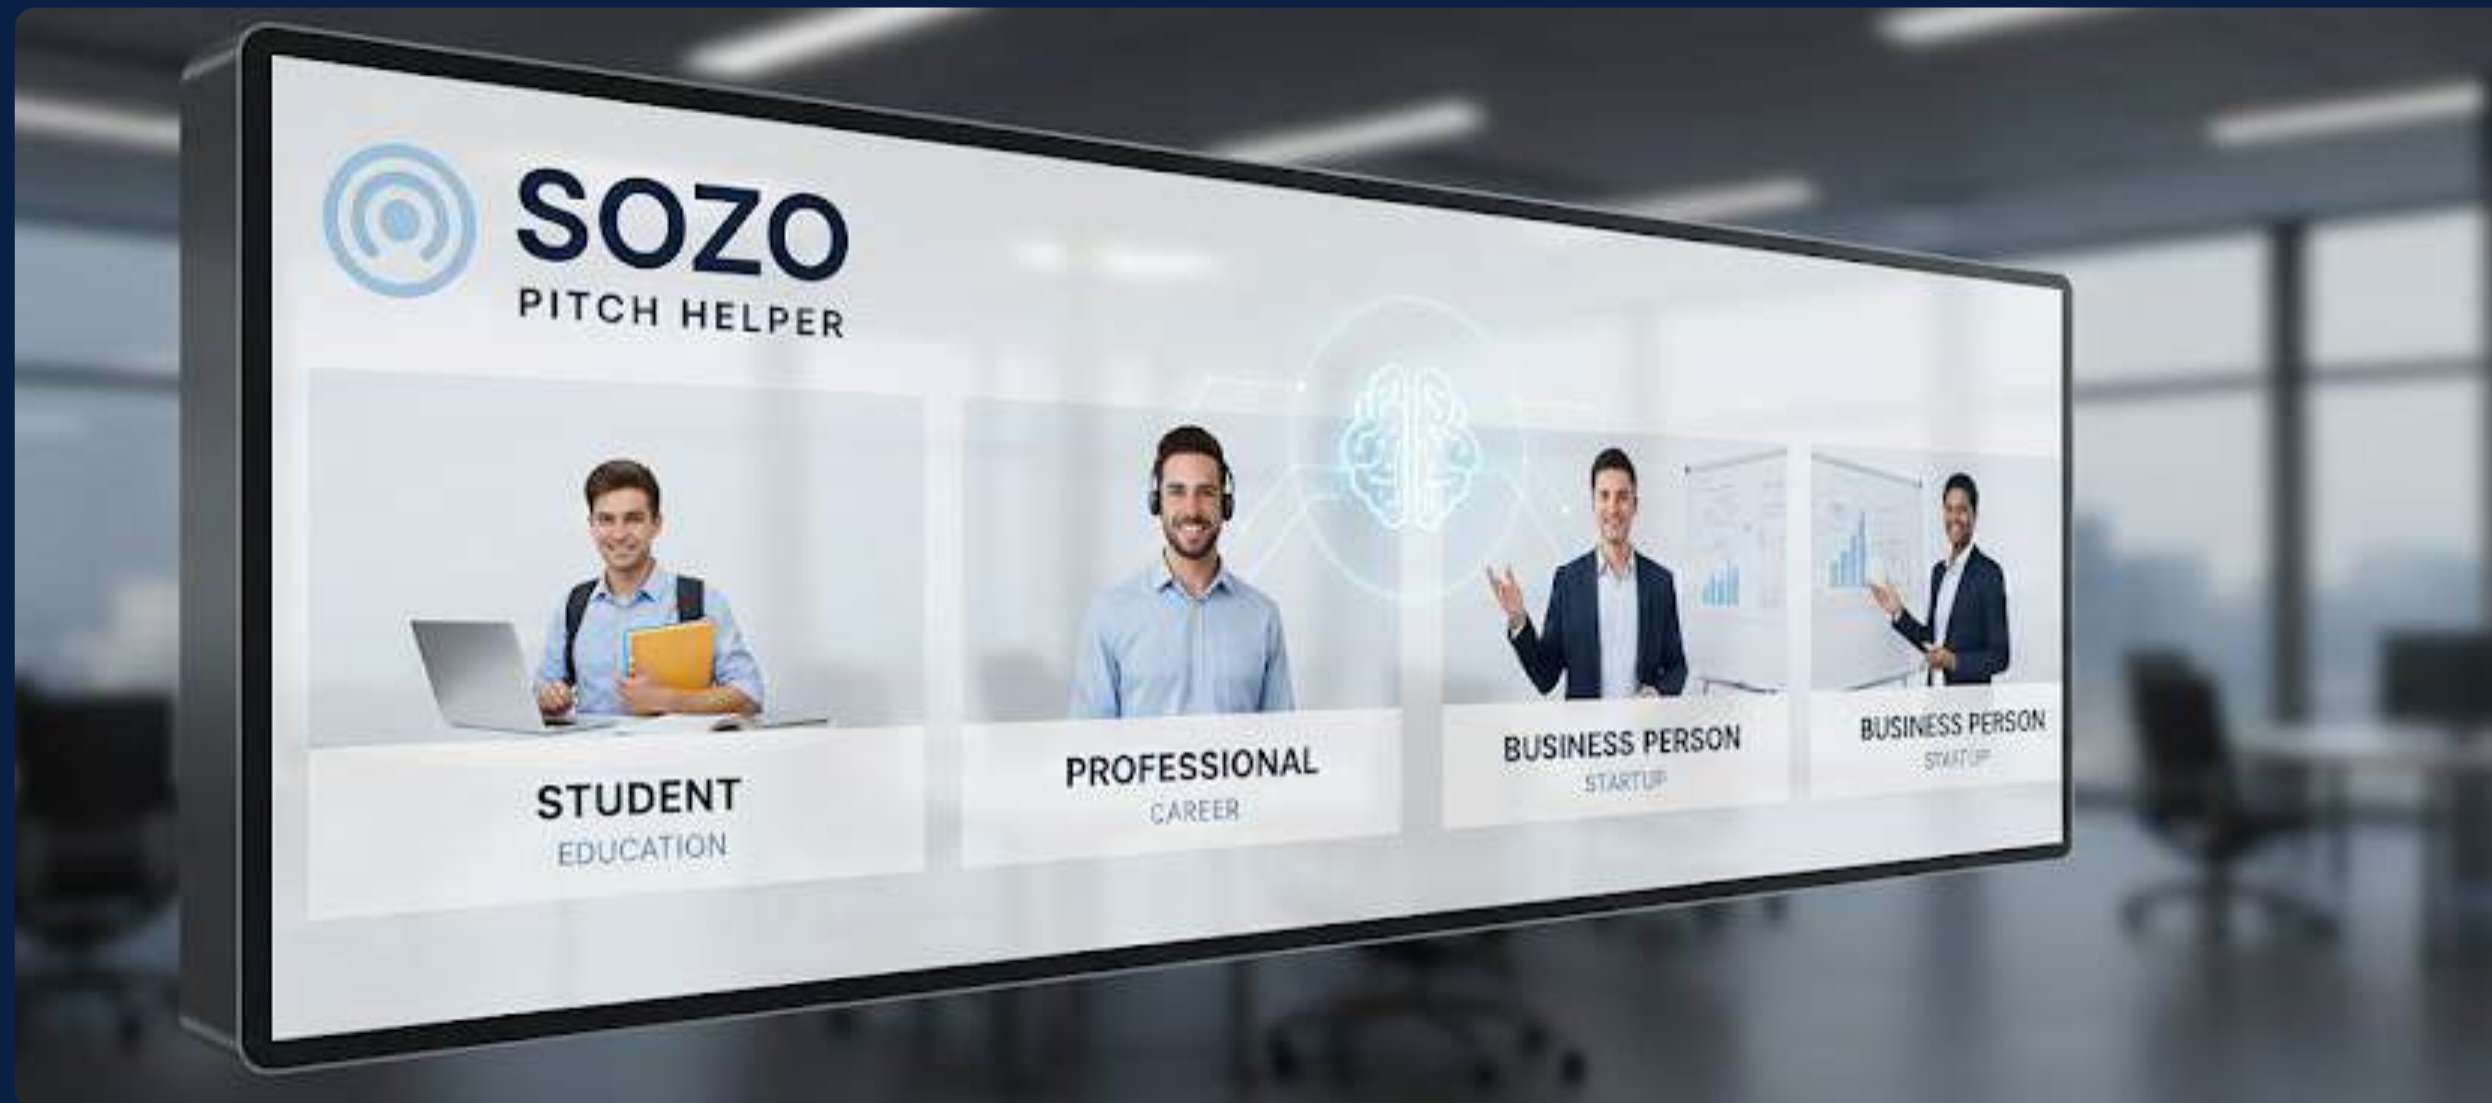 SOZO
PITCH HELPER
STUDENT
EDUCATION
PROFESSIONAL
CAREER
BUSINESS PERSON
STARTUP
BUSINESS PERSON